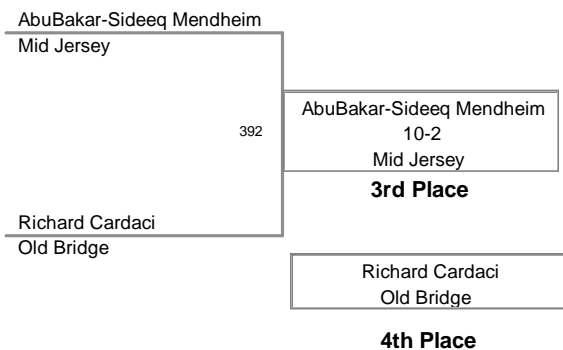 AbuBakar-Sideeq Mendheim
Mid Jersey
392
AbuBakar-Sideeq Mendheim
10-2
Mid Jersey
3rd Place
Richard Cardaci
Old Bridge
Richard Cardaci
Old Bridge
4th Place